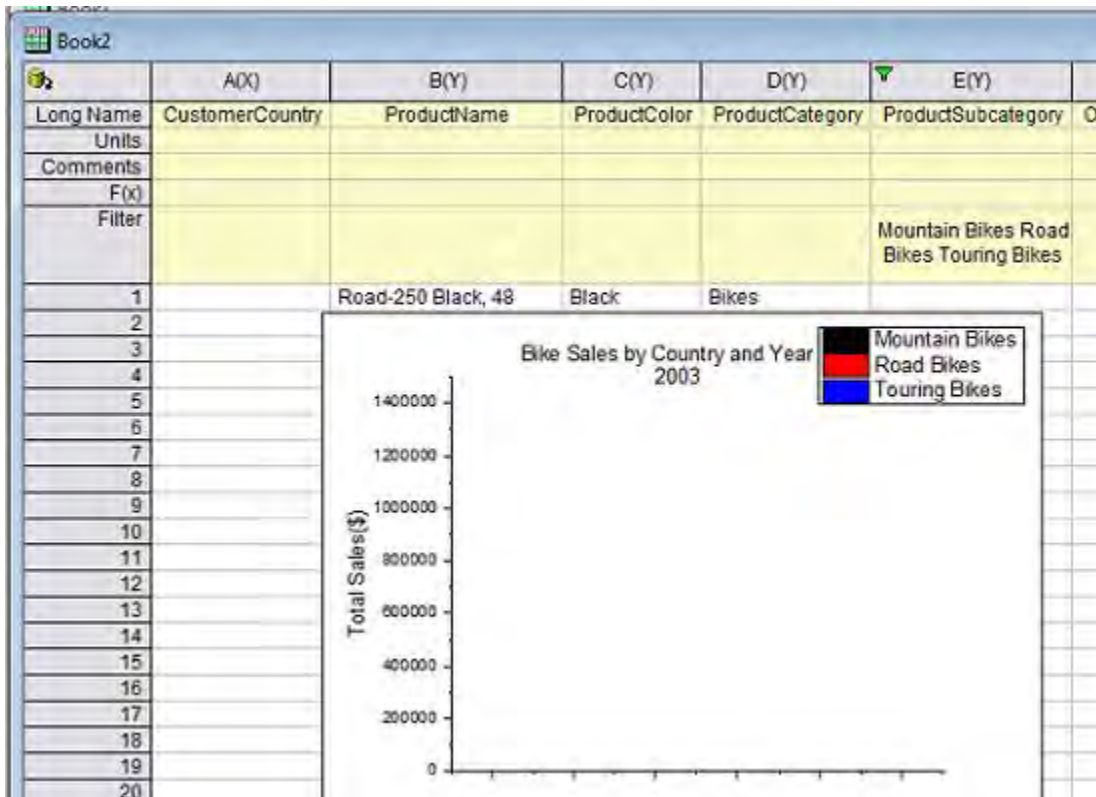 Book2
A(X) B(Y) C(Y) D(Y) E(Y)
Long Name CustomerCountry ProductName ProductColor ProductCategory ProductSubcategory
Units
Comments
F(x)
Filter
Mountain Bikes Road
Bikes Touring Bikes
1 Road-250 Black, 48 Black Bikes
2
3
4
5
6
7
8
9
10
11
12
13
14
15
16
17
18
19
20
Bike Sales by Country and Year
2003
Mountain Bikes
Road Bikes
Touring Bikes
Total Sales($)
1400000
1200000
1000000
800000
600000
400000
200000
0